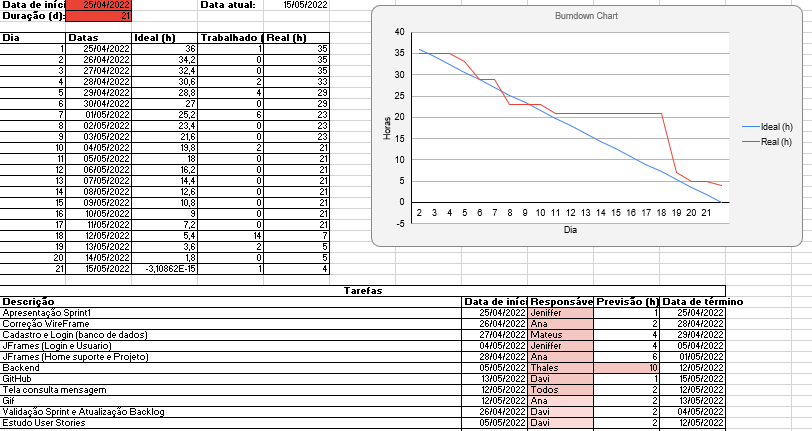 Data de iníci 25/04/2022 Data atual: 15/05/2022
Duração (d): 21
Dia Datas Ideal (h) Trabalhado ( Real (h)
1 25/04/2022 36 1 35
2 26/04/2022 34,2 0 35
3 27/04/2022 32,4 0 35
4 28/04/2022 30,6 2 33
5 29/04/2022 28,8 4 29
6 30/04/2022 27 0 29
7 01/05/2022 25,2 6 23
8 02/05/2022 23,4 0 23
9 03/05/2022 21,6 0 23
10 04/05/2022 19,8 2 21
11 05/05/2022 18 0 21
12 06/05/2022 16,2 0 21
13 07/05/2022 14,4 0 21
14 08/05/2022 12,6 0 21
15 09/05/2022 10,8 0 21
16 10/05/2022 9 0 21
17 11/05/2022 7,2 0 21
18 12/05/2022 5,4 14 7
19 13/05/2022 3,6 2 5
20 14/05/2022 1,8 0 5
21 15/05/2022 -3,10862E-15 1 4
Burndown Chart
Horas
40
35
30
25
20
15
10
5
0
-5
2 3 4 5 6 7 8 9 10 11 12 13 14 15 16 17 18 19 20 21
Dia
Ideal (h)
Real (h)
Tarefas
Descrição Data de iníci Responsáve Previsão (h) Data de término
Apresentação Sprint1 25/04/2022 Jeniffer 1 25/04/2022
Correção WireFrame 26/04/2022 Ana 2 28/04/2022
Cadastro e Login (banco de dados) 27/04/2022 Mateus 4 29/04/2022
JFrames (Login e Usuario) 04/05/2022 Jeniffer 4 05/04/2022
JFrames (Home suporte e Projeto) 28/04/2022 Ana 6 01/05/2022
Backend 05/05/2022 Thales 10 12/05/2022
GitHub 13/05/2022 Davi 1 15/05/2022
Tela consulta mensagem 12/05/2022 Todos 2 12/05/2022
Gif 12/05/2022 Ana 2 13/05/2022
Validação Sprint e Atualização Backlog 26/04/2022 Davi 2 04/05/2022
Estudo User Stories 05/05/2022 Davi 2 12/05/2022